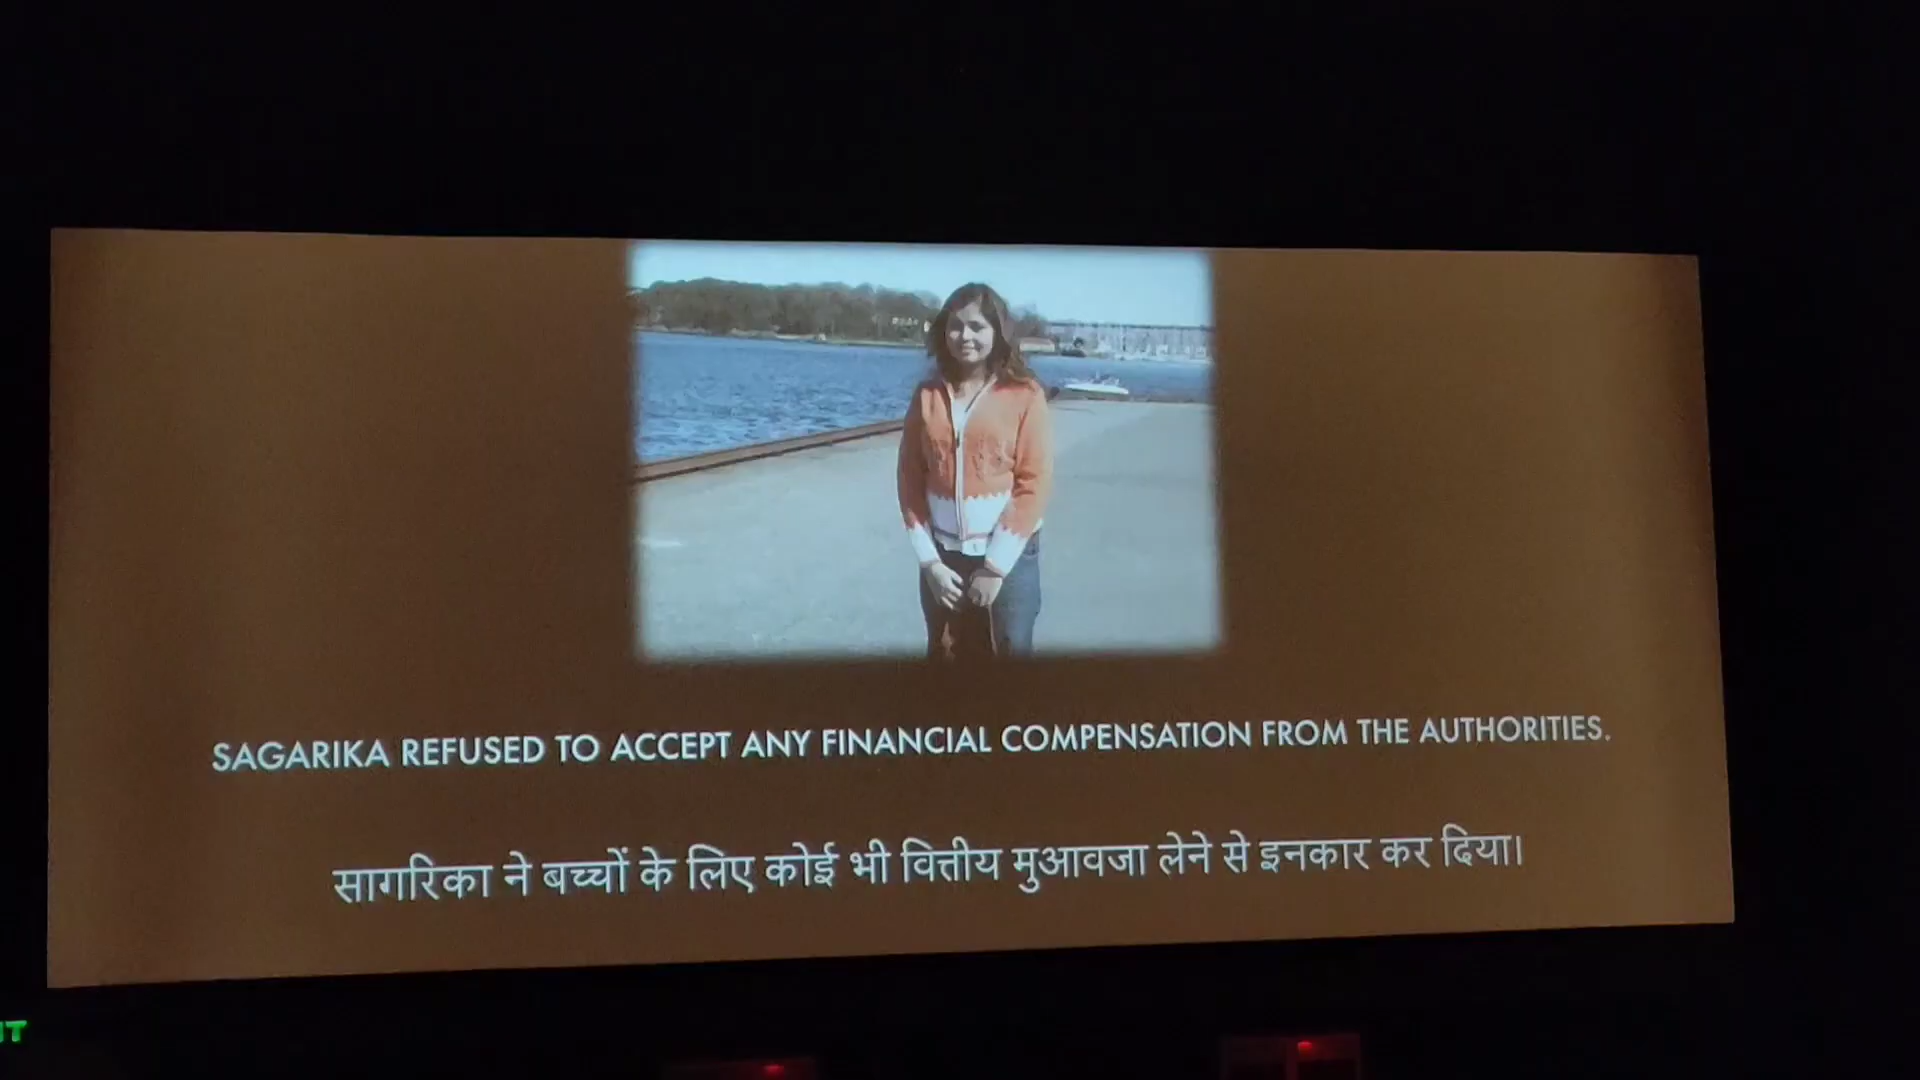 SAGARIKA REFUSED TO ACCEPT ANY FINANCIAL COMPENSATION FROM THE AUTHORITIES.
सागरिका ने बच्चों के लिए कोई भी वित्तीय मुआवजा लेने से इनकार कर दिया।